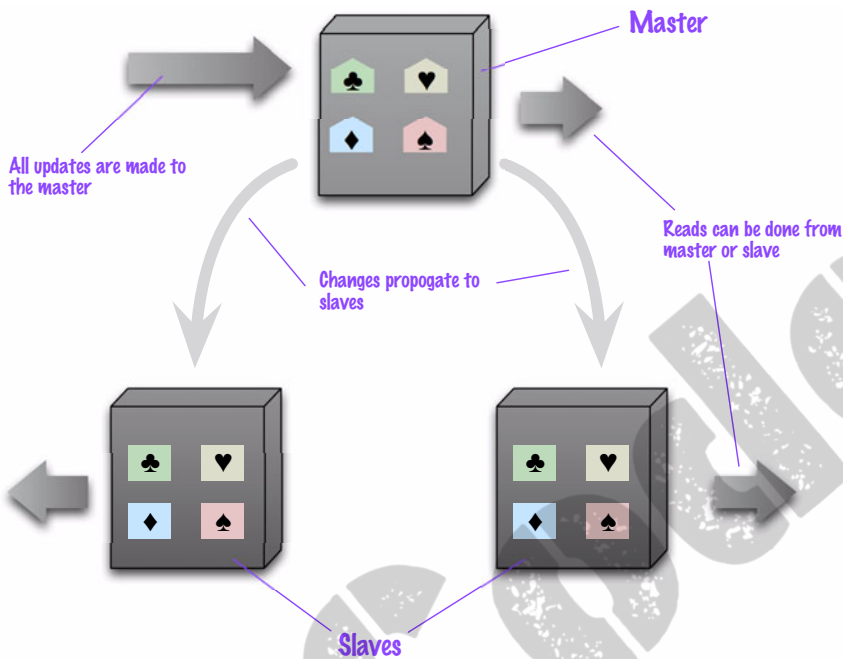 Master
All updates are made to
the master
Reads can be done from
master or slave
Changes propogate to
slaves
Slaves